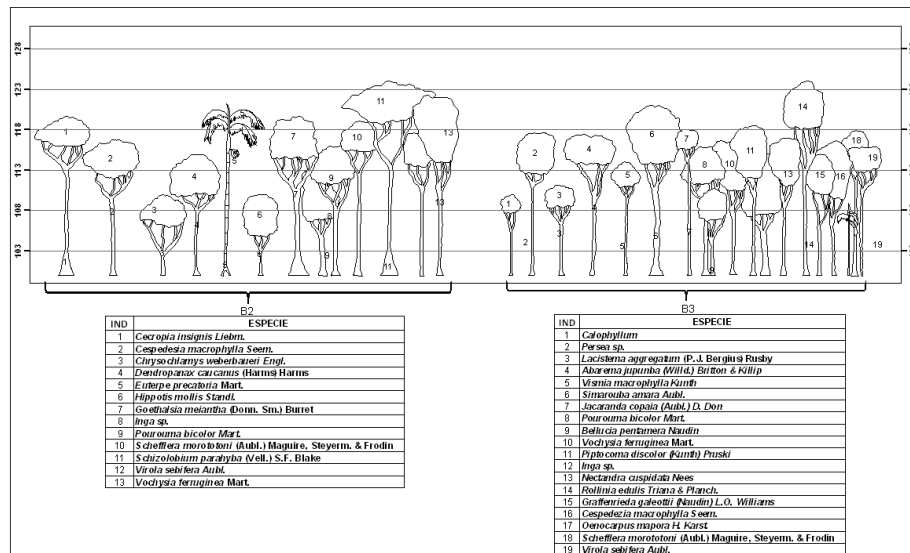 128
123
118
113
108
103
B2
B3
IND ESPECIE
1 Cecropia insignis Liebm.
2 Cespedesia macrophylla Seem.
3 Chrysochlamys weberbaueri Engl.
4 Dendropanax caucanus (Harms) Harms
5 Euterpe precatoria Mart.
6 Hippotis mollis Standl.
7 Goethalsia meiantha (Donn. Sm.) Burret
8 Inga sp.
9 Pourouma bicolor Mart.
10 Schefflera morototoni (Aubl.) Maguire, Steyerm. & Frodin
11 Schizolobium parahyba (Vell.) S.F. Blake
12 Virola sebifera Aubl.
13 Vochysia ferruginea Mart.
IND ESPECIE
1 Calophyllum
2 Persea sp.
3 Lacistema aggregatum (P.J. Bergius) Rusby
4 Abarema jupunba (Willd.) Britton & Killip
5 Vismia macrophylla Kunth
6 Simarouba amara Aubl.
7 Jacaranda copaia (Aubl.) D. Don
8 Pourouma bicolor Mart.
9 Bellucia pentamera Naudin
10 Vochysia ferruginea Mart.
11 Piptocoma discolor (Kunth) Pruski
12 Inga sp.
13 Nectandra cuspidata Nees
14 Rollinia edulis Triana & Planch.
15 Graffenrieda galeottii (Naudin) L.O. Williams
16 Cespedezia macrophylla Seem.
17 Oenocarpus mapora H. Karst.
18 Schefflera morototoni (Aubl.) Maguire, Steyerm. & Frodin
19 Virola sebifera Aubl.